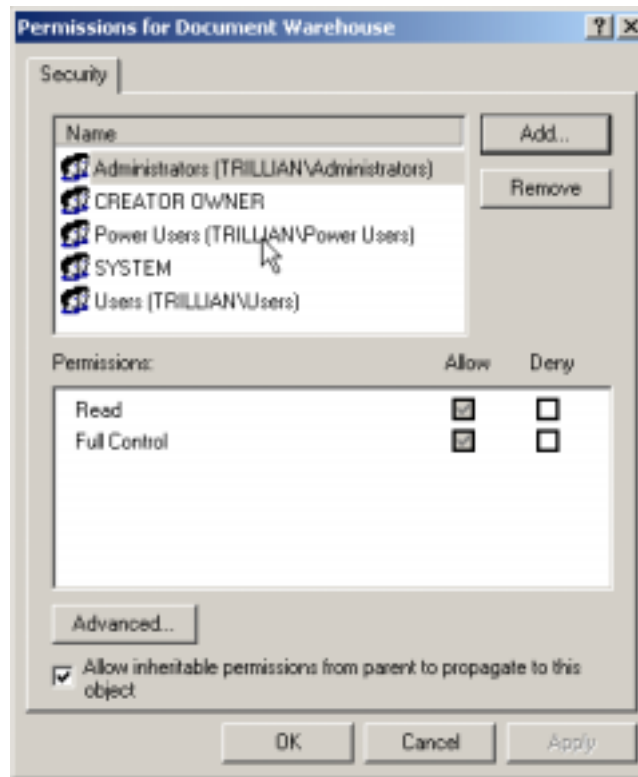 Permissions for Document Warehouse
Security
Name
Add...
Administrators (TRILLIAN\Administrators)
CREATOR OWNER
Remove
Power Users (TRILLIAN\Power Users)
SYSTEM
Users (TRILLIAN\Users)
Permissions: Allow Deny
Read
Full Control
Advanced...
Allow inheritable permissions from parent to propagate to this
object
OK Cancel Apply